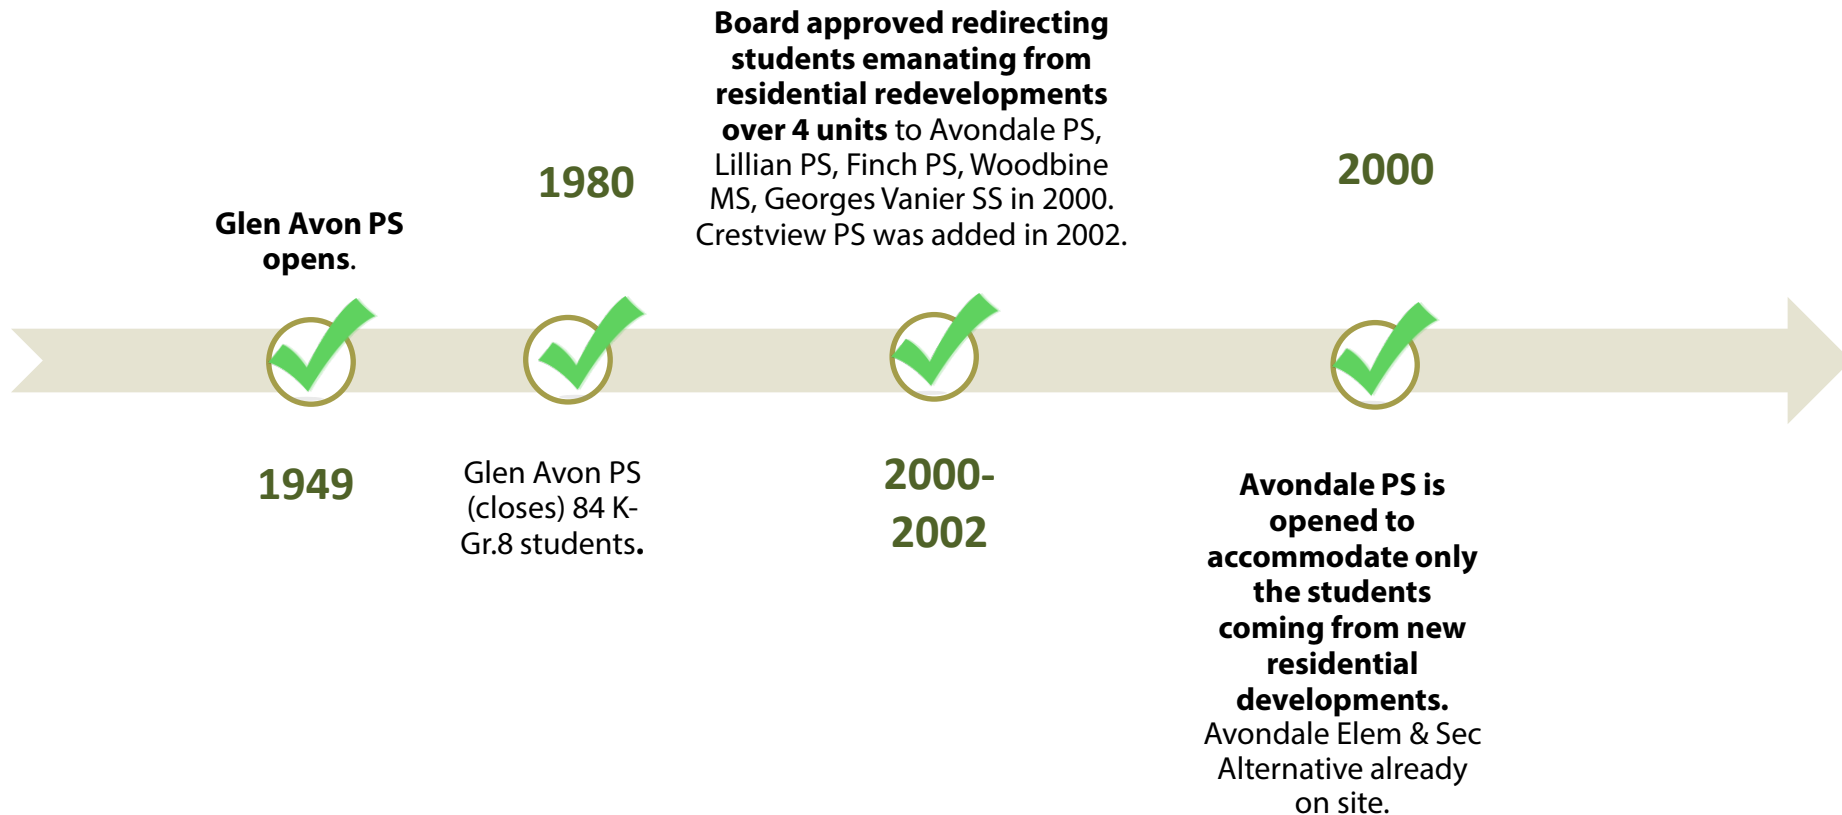 Glen Avon PS
opens.
1949
1980
Glen Avon PS
(closes) 84 K-
Gr.8 students.
Board approved redirecting
students emanating from
residential redevelopments
over 4 units to Avondale PS,
Lillian PS, Finch PS, Woodbine
MS, Georges Vanier SS in 2000.
Crestview PS was added in 2002.
2000-
2002
2000
Avondale PS is
opened to
accommodate only
the students
coming from new
residential
developments.
Avondale Elem & Sec
Alternative already
on site.